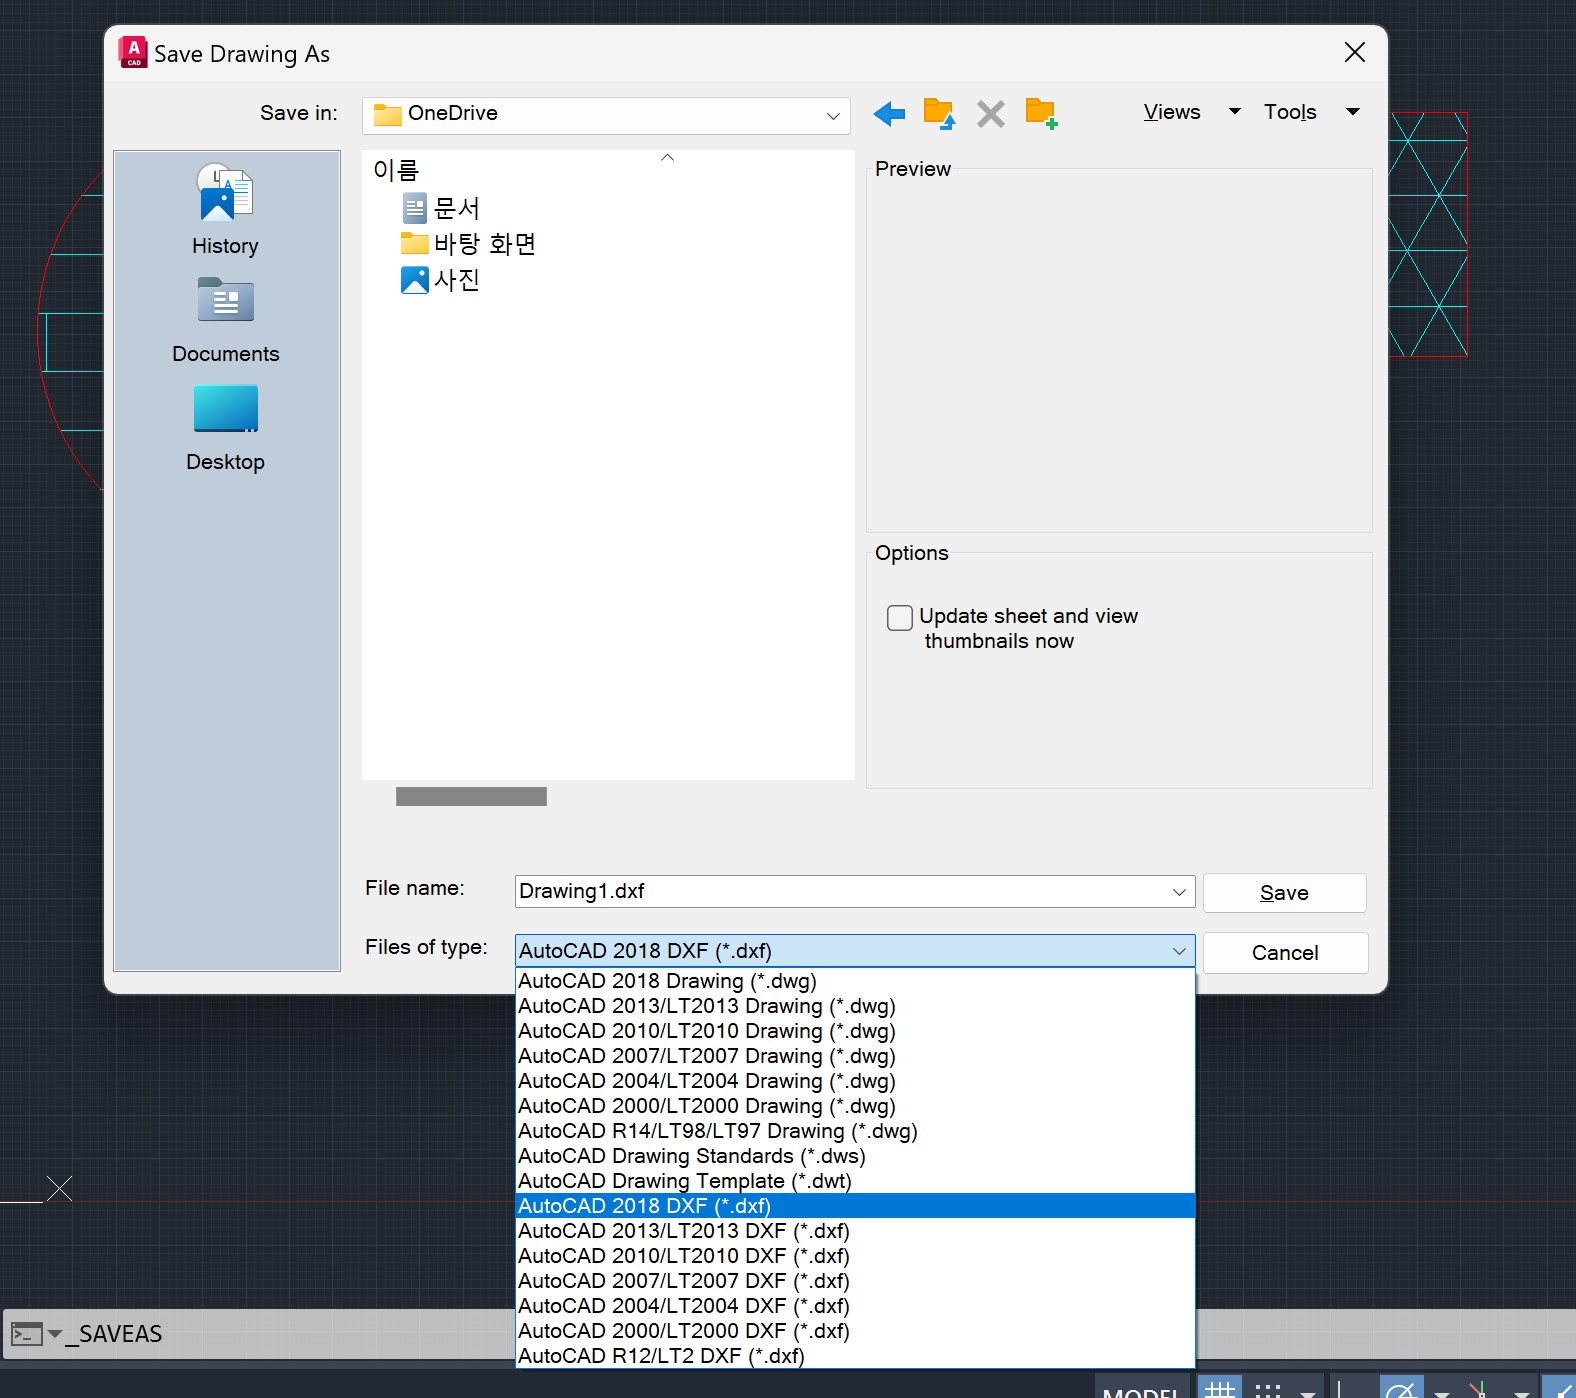 A
CAD
Save Drawing As
Save in:
OneDrive
Views
Tools
이름
문서
바탕 화면
사진
History
Documents
Desktop
Preview
Options
Update sheet and view
thumbnails now
File name:
Drawing1.dxf
Save
Files of type:
AutoCAD 2018 DXF (*.dxf)
Cancel
AutoCAD 2018 Drawing (*.dwg)
AutoCAD 2013/LT2013 Drawing (*.dwg)
AutoCAD 2010/LT2010 Drawing (*.dwg)
AutoCAD 2007/LT2007 Drawing (*.dwg)
AutoCAD 2004/LT2004 Drawing (*.dwg)
AutoCAD 2000/LT2000 Drawing (*.dwg)
AutoCAD R14/LT98/LT97 Drawing (*.dwg)
AutoCAD Drawing Standards (*.dws)
AutoCAD Drawing Template (*.dwt)
AutoCAD 2018 DXF (*.dxf)
AutoCAD 2013/LT2013 DXF (*.dxf)
AutoCAD 2010/LT2010 DXF (*.dxf)
AutoCAD 2007/LT2007 DXF (*.dxf)
AutoCAD 2004/LT2004 DXF (*.dxf)
AutoCAD 2000/LT2000 DXF (*.dxf)
AutoCAD R12/LT2 DXF (*.dxf)
_SAVEAS
MODEL